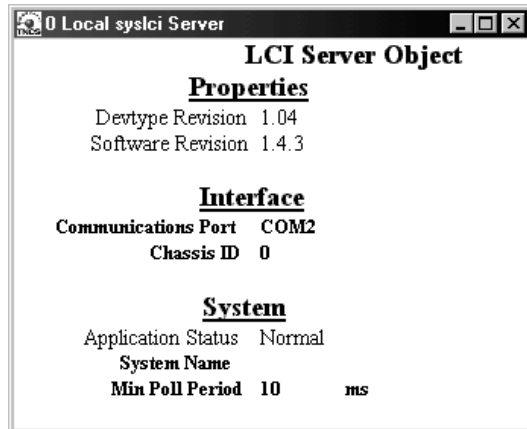 0 Local syslci Server
LCI Server Object
Properties
Devtype Revision 1.04
Software Revision 1.4.3
Interface
Communications Port COM2
Chassis ID 0
System
Application Status Normal
System Name
Min Poll Period 10 ms